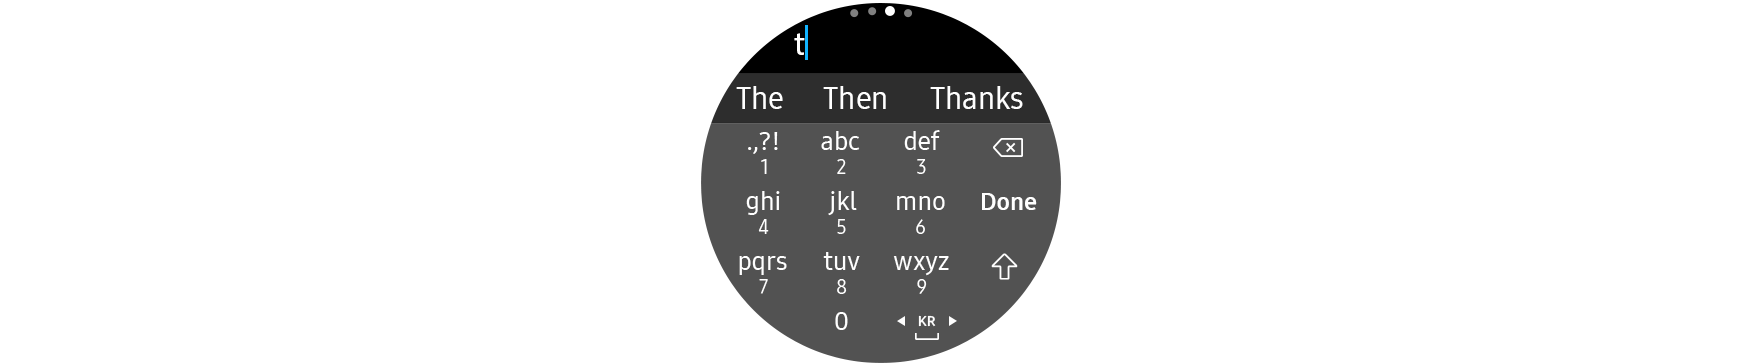 t
The Then Thanks
.,?! abc def
1 2 3
ghi jkl mno Done
4 5 6
pqrs tuv wxyz
7 8 9
0 KR